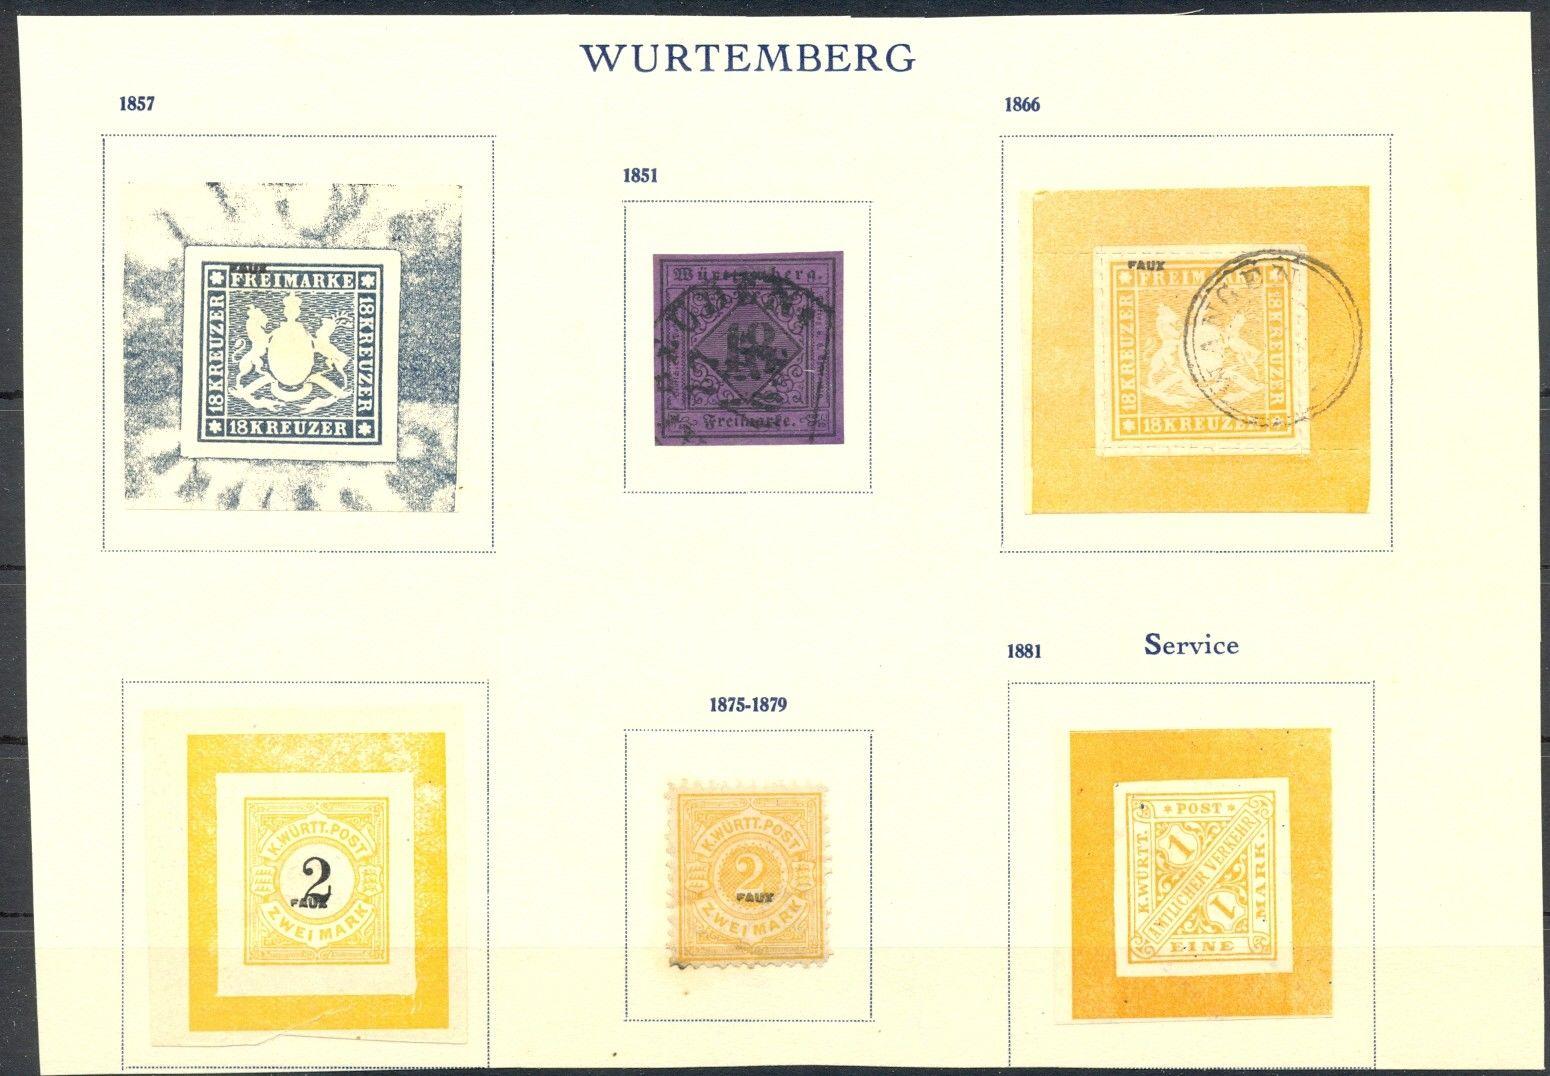 WURTEMBERG
1857
1851
1866
FAUX
FREIMARKE
18 KREUZER
18 KREUZER
18 KREUZER
Württemberg.
18
Freimarke.
FAUX
FREIMARKE
18 KREUZER
18 KREUZER
18 KREUZER
WANGEN
1875-1879
1881
Service
K. WÜRTT. POST
2
FAUX
ZWEI MARK
K. WÜRTT. POST
2
FAUX
ZWEI MARK
* POST *
K. WÜRTT.
1
AMTLICHER VERKEHR
1
MARK.
EINE